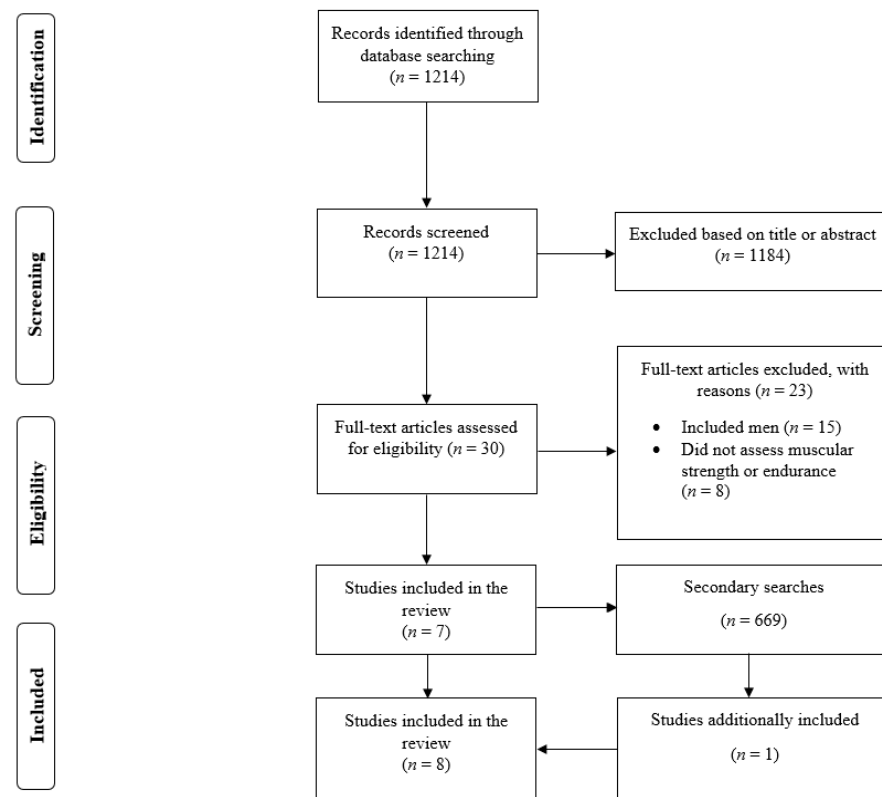 Identification
Records identified through
database searching
(n = 1214)
Screening
Records screened
(n = 1214)
Excluded based on title or abstract
(n = 1184)
Eligibility
Full-text articles assessed
for eligibility (n = 30)
Full-text articles excluded, with
reasons (n = 23)
• Included men (n = 15)
• Did not assess muscular
strength or endurance
(n = 8)
Studies included in the
review
(n = 7)
Secondary searches
(n = 669)
Included
Studies included in the
review
(n = 8)
Studies additionally included
(n = 1)